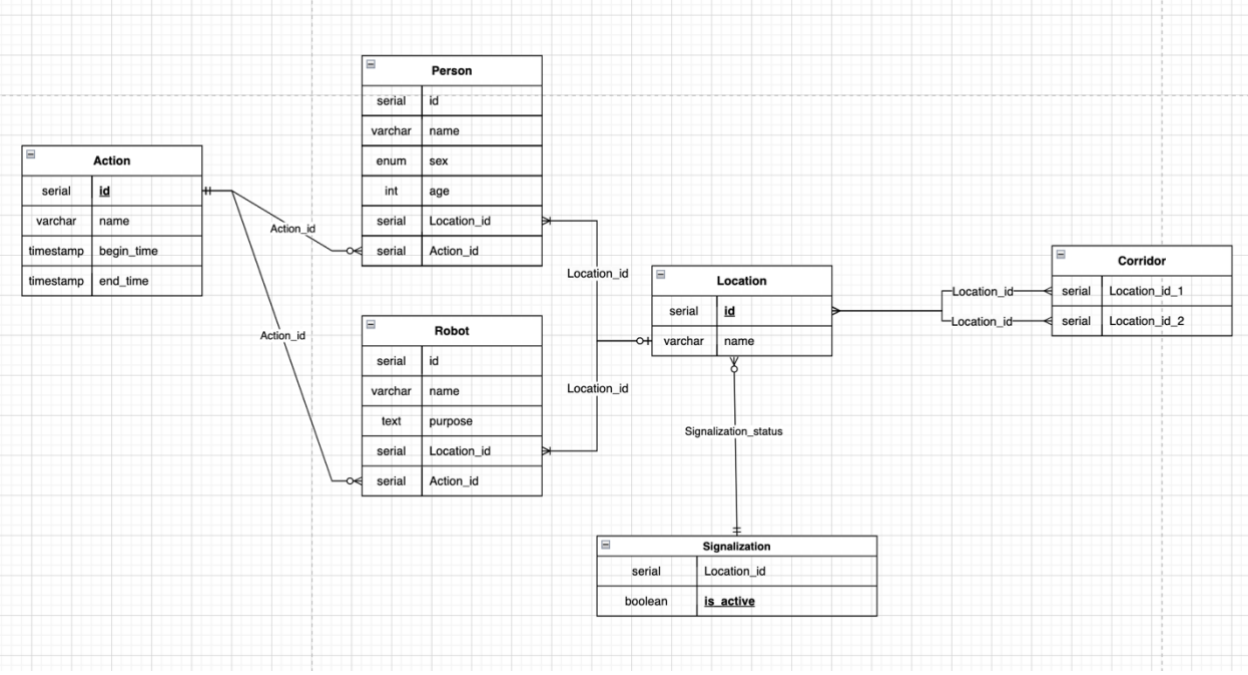 Person
serial id
varchar name
enum sex
int age
serial Location_id
serial Action_id
Action
serial id
varchar name
timestamp begin_time
timestamp end_time
Action_id
Action_id
Robot
serial id
varchar name
text purpose
serial Location_id
serial Action_id
Location_id
Location_id
Location
serial id
varchar name
Location_id
Location_id
Corridor
serial Location_id_1
serial Location_id_2
Signalization_status
Signalization
serial Location_id
boolean is_active